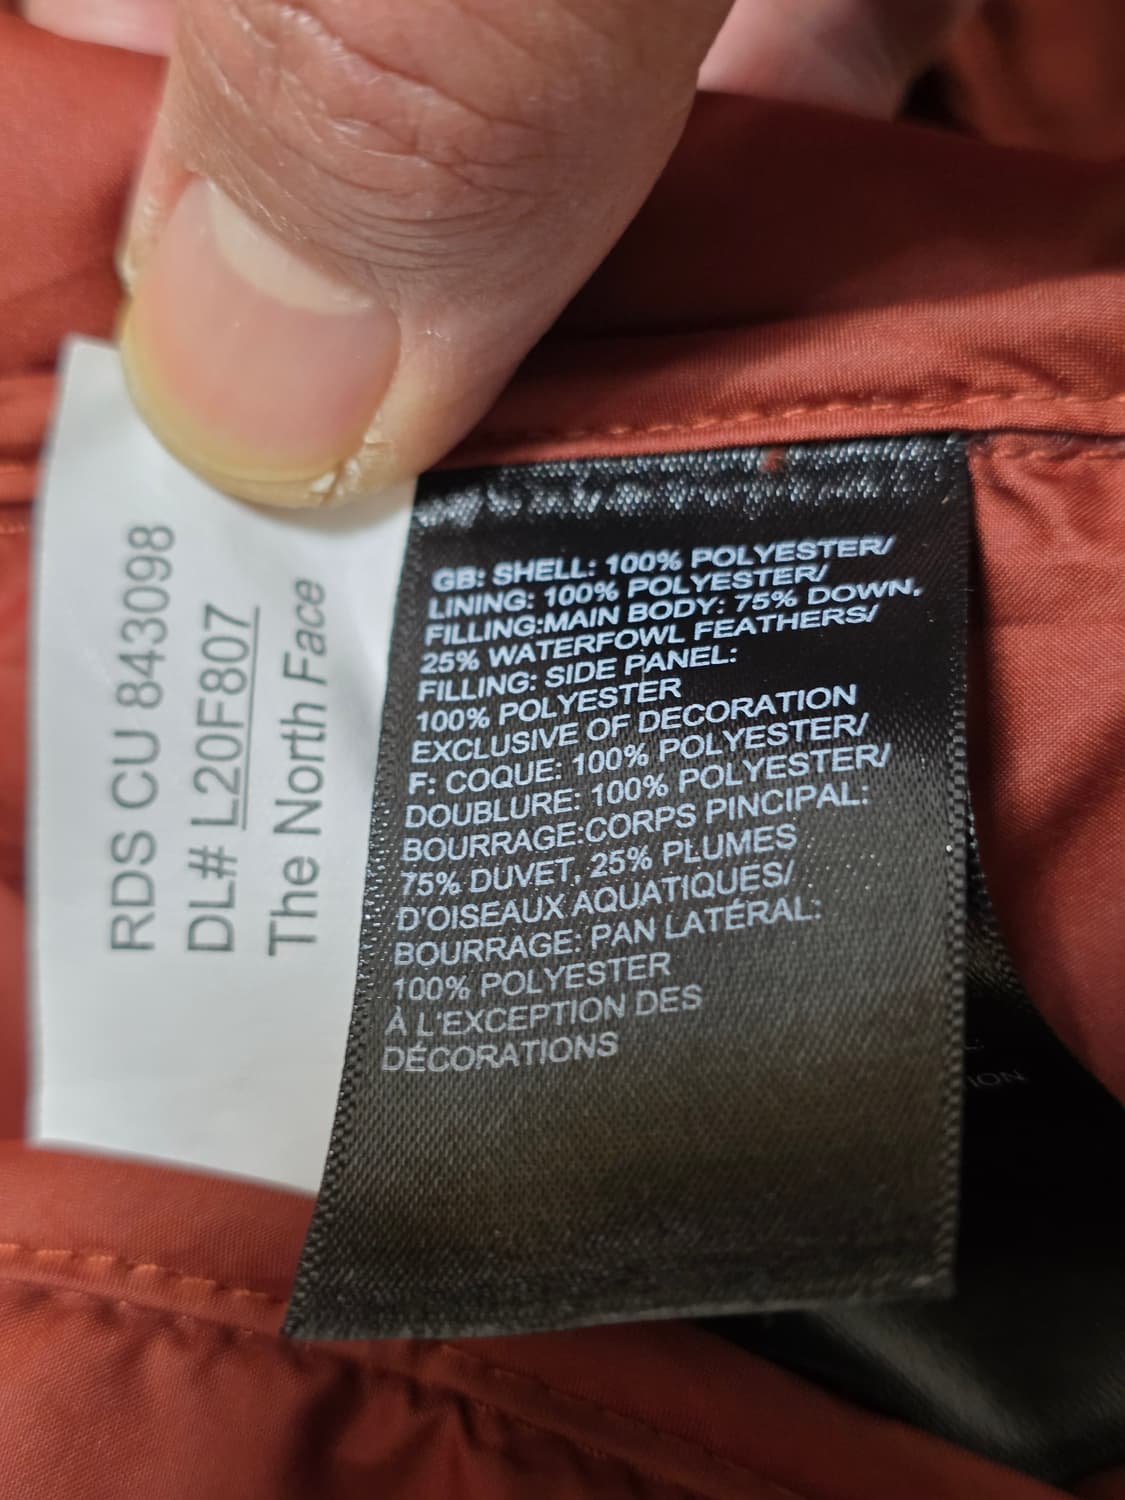 RDS CU 843098
DL# L20F807
The North Face
GB: SHELL: 100% POLYESTER/
LINING: 100% POLYESTER/
FILLING:MAIN BODY: 75% DOWN,
25% WATERFOWL FEATHERS/
FILLING: SIDE PANEL:
100% POLYESTER
EXCLUSIVE OF DECORATION
F: COQUE: 100% POLYESTER/
DOUBLURE: 100% POLYESTER/
BOURRAGE:CORPS PINCIPAL:
75% DUVET, 25% PLUMES
D'OISEAUX AQUATIQUES/
BOURRAGE: PAN LATÉRAL:
100% POLYESTER
À L'EXCEPTION DES
DÉCORATIONS